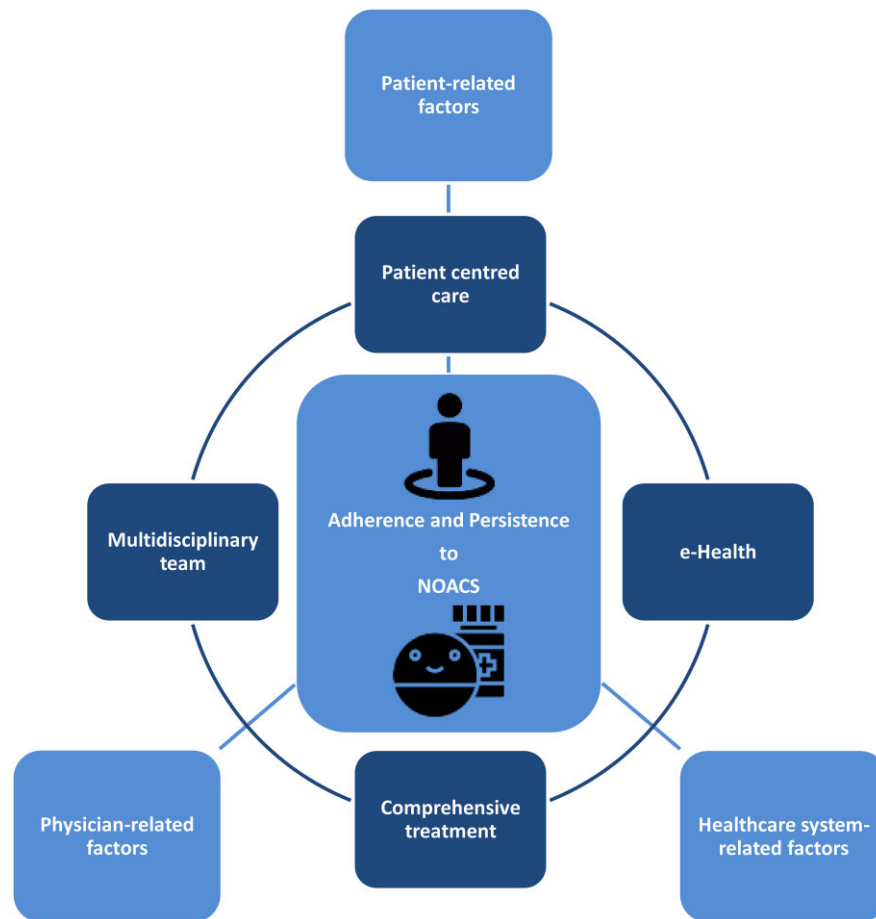 Patient-related
factors
Patient centred
care
Adherence and Persistence
to
NOACS
Multidisciplinary
team
e-Health
Comprehensive
treatment
Physician-related
factors
Healthcare system-
related factors